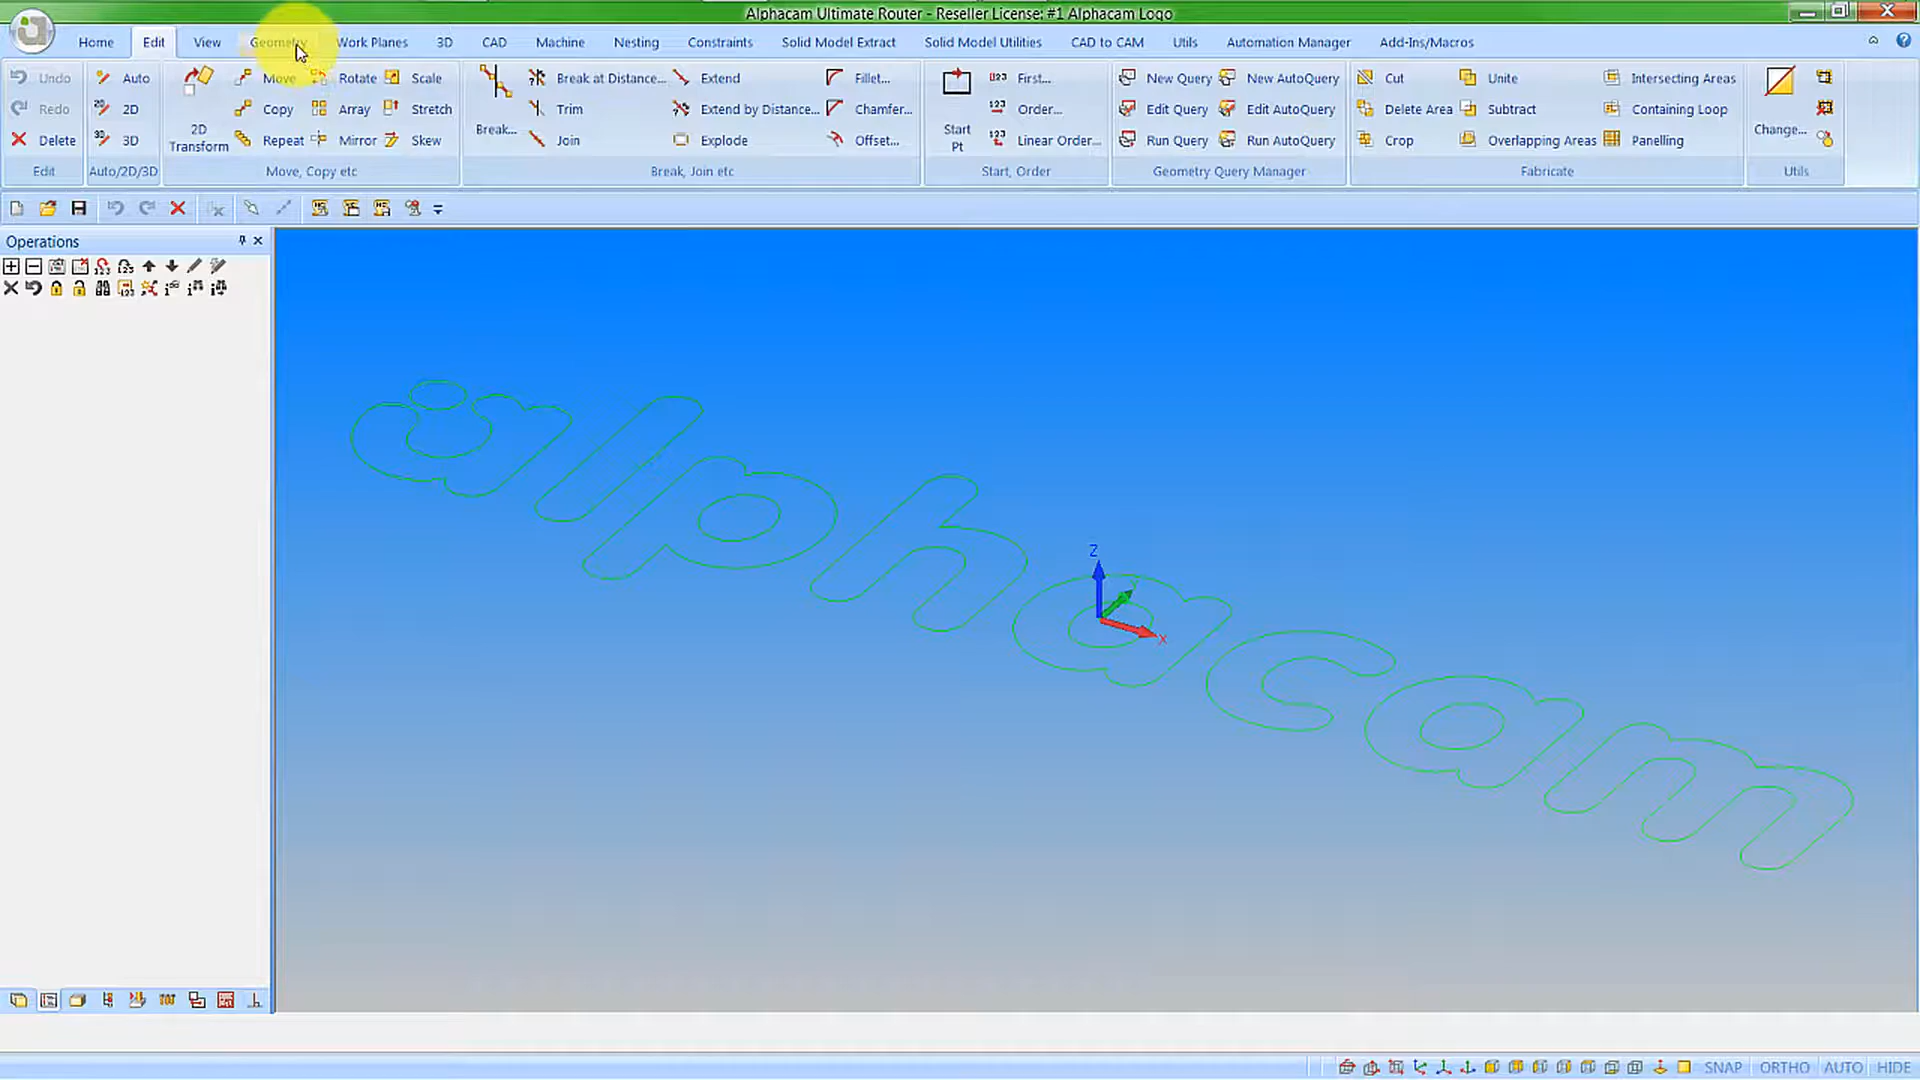 Alphacam Ultimate Router - Reseller License: #1 Alphacam Logo
Home Edit View Geometry Work Planes 3D CAD Machine Nesting Constraints Solid Model Extract Solid Model Utilities CAD to CAM Utils Automation Manager Add-Ins/Macros
Undo Auto Move Rotate Scale Break at Distance... Extend Fillet... First... New Query New AutoQuery Cut Unite Intersecting Areas
Redo 2D Copy Array Stretch Trim Extend by Distance... Chamfer... Order... Edit Query Edit AutoQuery Delete Area Subtract Containing Loop
2D Transform Break... Start Pt Change...
Delete 3D Repeat Mirror Skew Join Explode Offset... Linear Order... Run Query Run AutoQuery Crop Overlapping Areas Panelling
Edit Auto/2D/3D Move, Copy etc Break, Join etc Start, Order Geometry Query Manager Fabricate Utils
Operations
alphacam
Z
Y
X
SNAP ORTHO AUTO HIDE